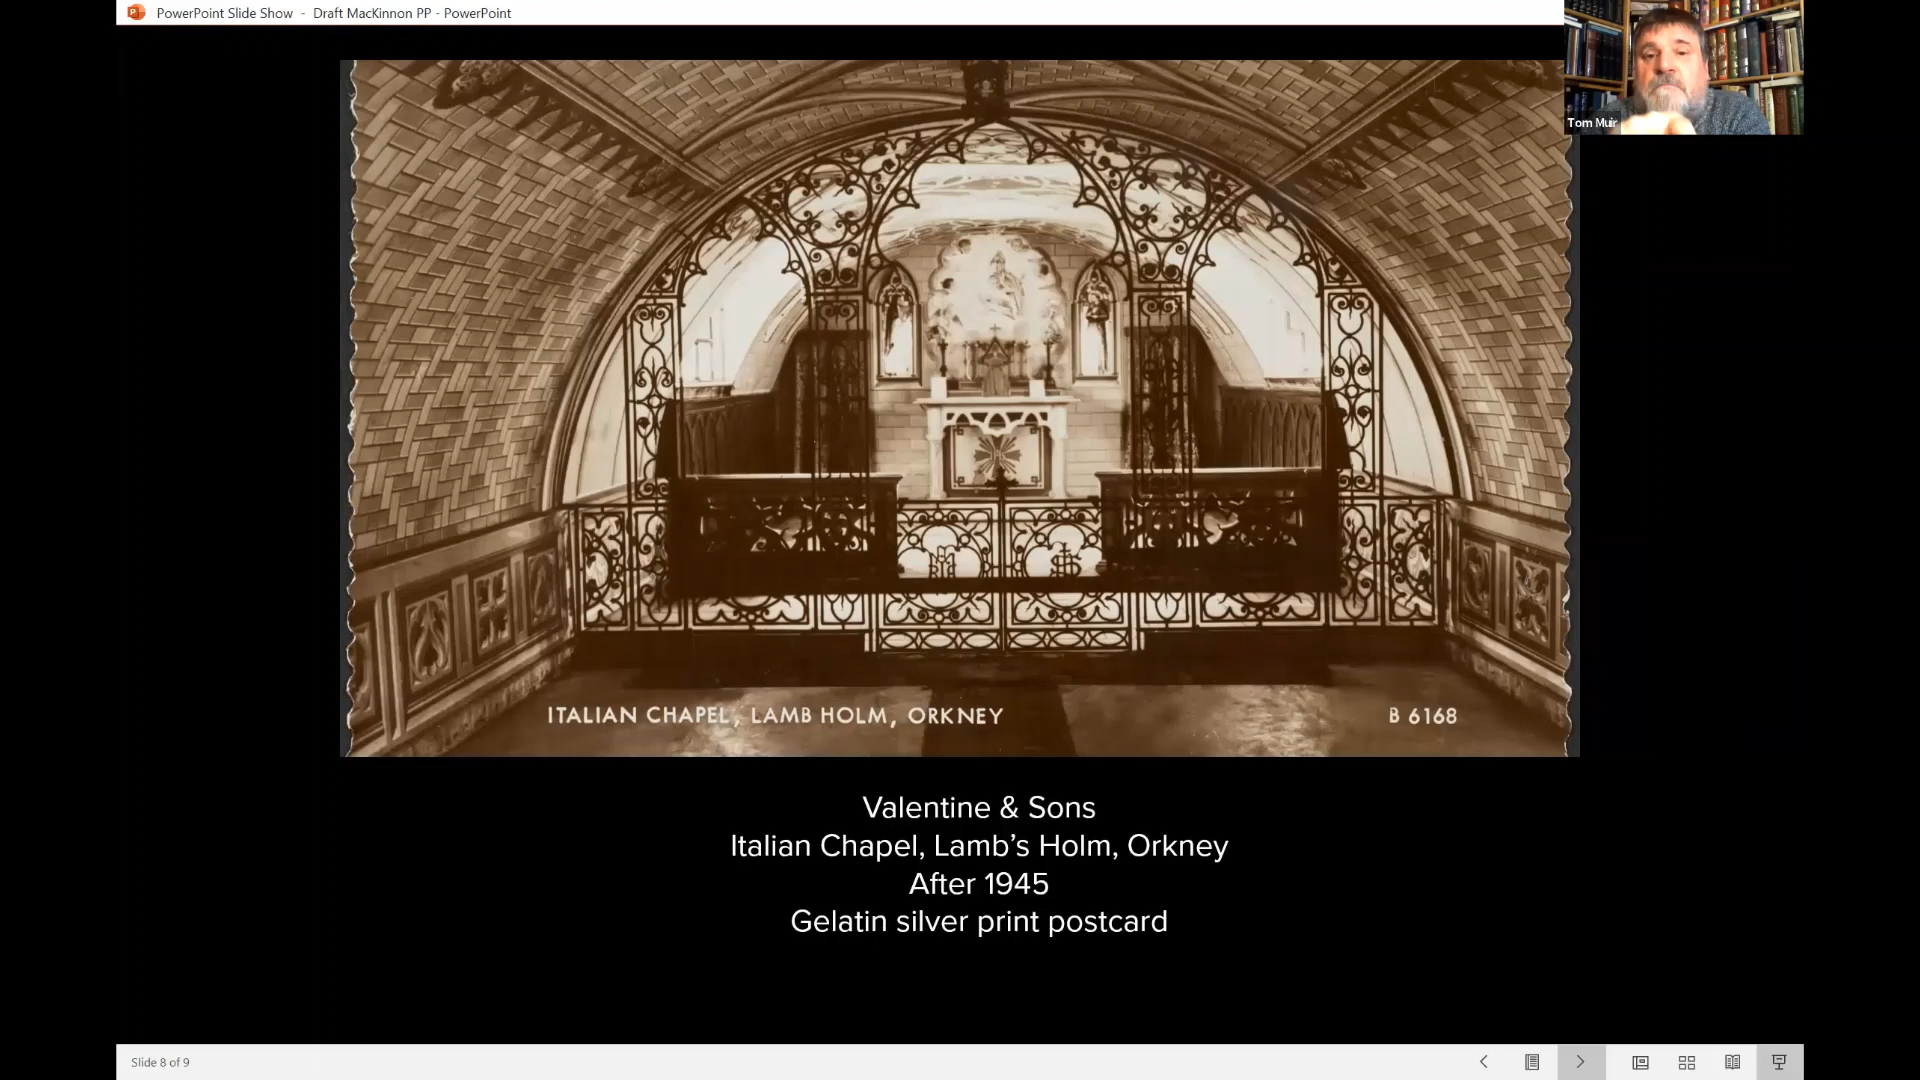 PowerPoint Slide Show - Draft MacKinnon PP - PowerPoint
Tom Muir
ITALIAN CHAPEL, LAMB HOLM, ORKNEY
B 6168
Valentine & Sons
Italian Chapel, Lamb’s Holm, Orkney
After 1945
Gelatin silver print postcard
Slide 8 of 9